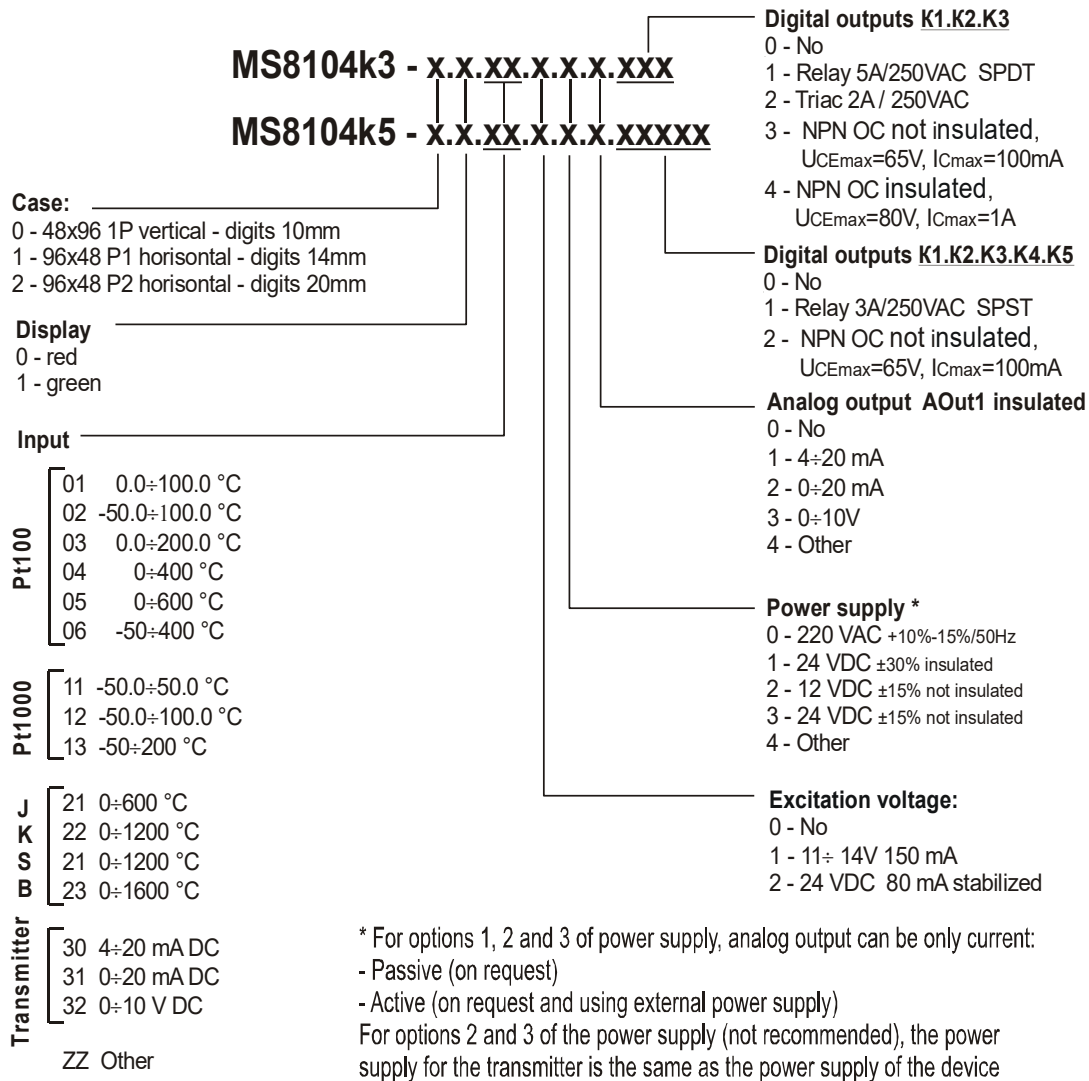 MS8104k3 - x.x.xx.x.x.x.xxx
MS8104k5 - x.x.xx.x.x.x.xxxxx
Digital outputs K1.K2.K3
0 - No
1 - Relay 5A/250VAC SPDT
2 - Triac 2A / 250VAC
3 - NPN OC not insulated,
UCEmax=65V, ICmax=100mA
4 - NPN OC insulated,
UCEmax=80V, ICmax=1A
Digital outputs K1.K2.K3.K4.K5
0 - No
1 - Relay 3A/250VAC SPST
2 - NPN OC not insulated,
UCEmax=65V, ICmax=100mA
Analog output AOut1 insulated
0 - No
1 - 4÷20 mA
2 - 0÷20 mA
3 - 0÷10V
4 - Other
Power supply *
0 - 220 VAC +10%-15%/50Hz
1 - 24 VDC ±30% insulated
2 - 12 VDC ±15% not insulated
3 - 24 VDC ±15% not insulated
4 - Other
Excitation voltage:
0 - No
1 - 11÷ 14V 150 mA
2 - 24 VDC 80 mA stabilized
Case:
0 - 48x96 1P vertical - digits 10mm
1 - 96x48 P1 horisontal - digits 14mm
2 - 96x48 P2 horisontal - digits 20mm
Display
0 - red
1 - green
Input
Pt100
01 0.0÷100.0 °C
02 -50.0÷100.0 °C
03 0.0÷200.0 °C
04 0÷400 °C
05 0÷600 °C
06 -50÷400 °C
Pt1000
11 -50.0÷50.0 °C
12 -50.0÷100.0 °C
13 -50÷200 °C
J 21 0÷600 °C
K 22 0÷1200 °C
S 21 0÷1200 °C
B 23 0÷1600 °C
Transmitter
30 4÷20 mA DC
31 0÷20 mA DC
32 0÷10 V DC
ZZ Other
* For options 1, 2 and 3 of power supply, analog output can be only current:
- Passive (on request)
- Active (on request and using external power supply)
For options 2 and 3 of the power supply (not recommended), the power
supply for the transmitter is the same as the power supply of the device